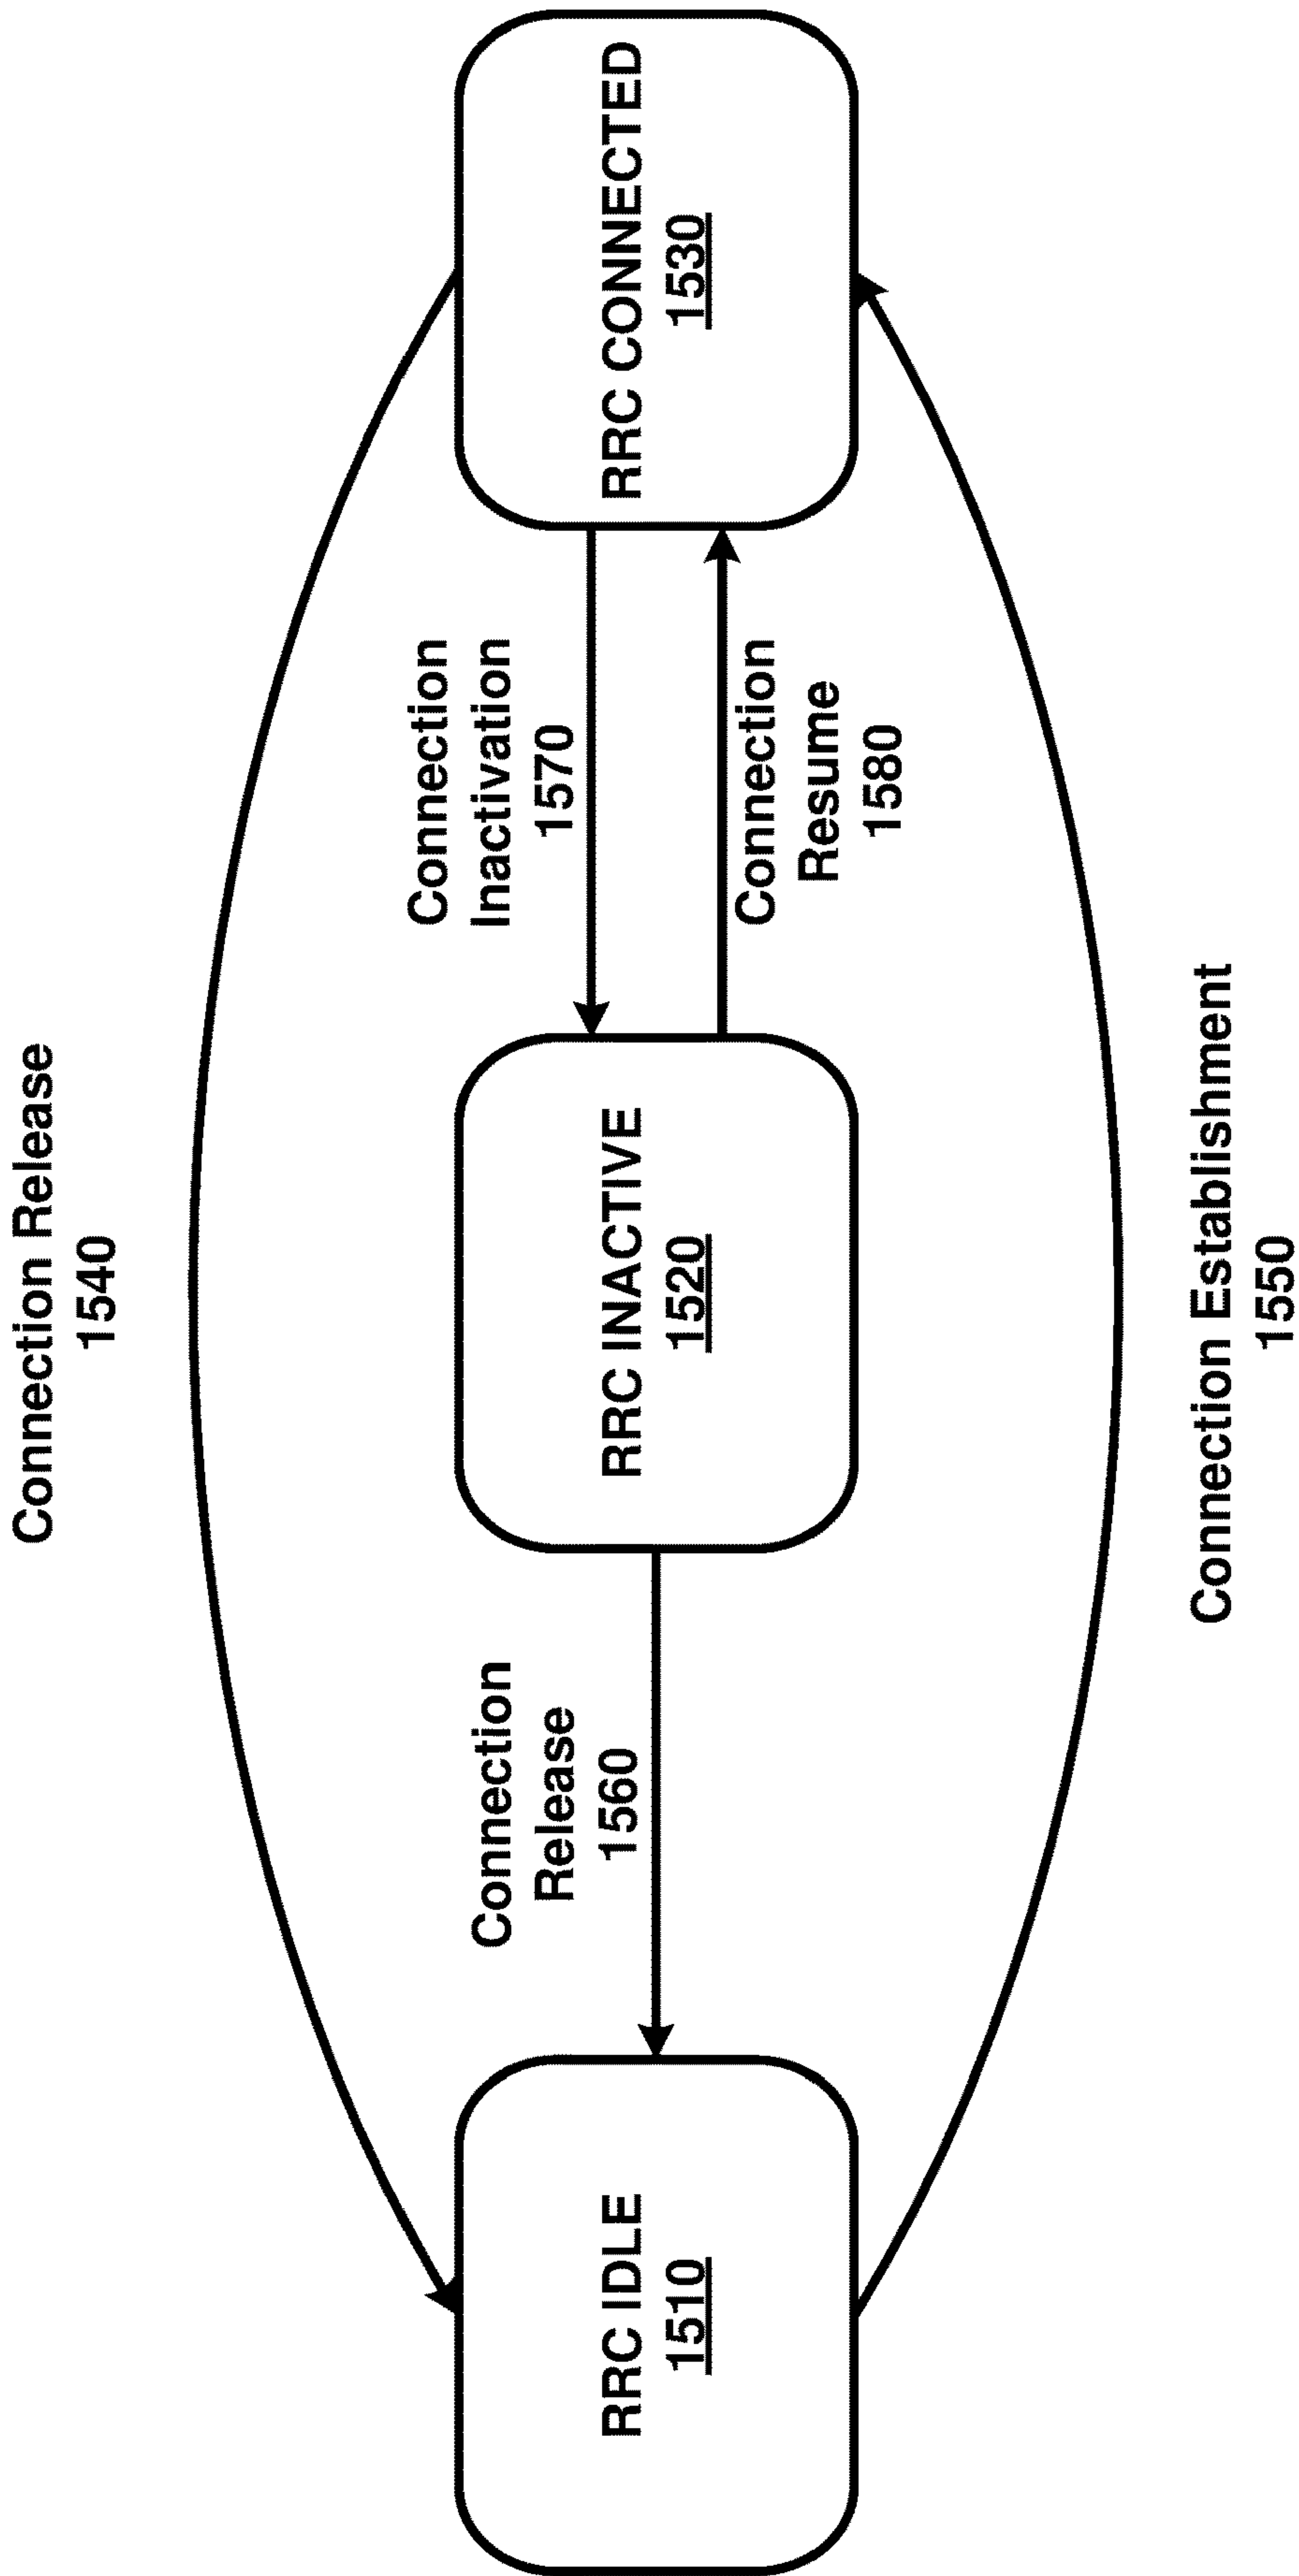 Connection Release
1540
RRC IDLE
1510
Connection
Release
1560
RRC INACTIVE
1520
Connection
Inactivation
1570
Connection
Resume
1580
RRC CONNECTED
1530
Connection Establishment
1550